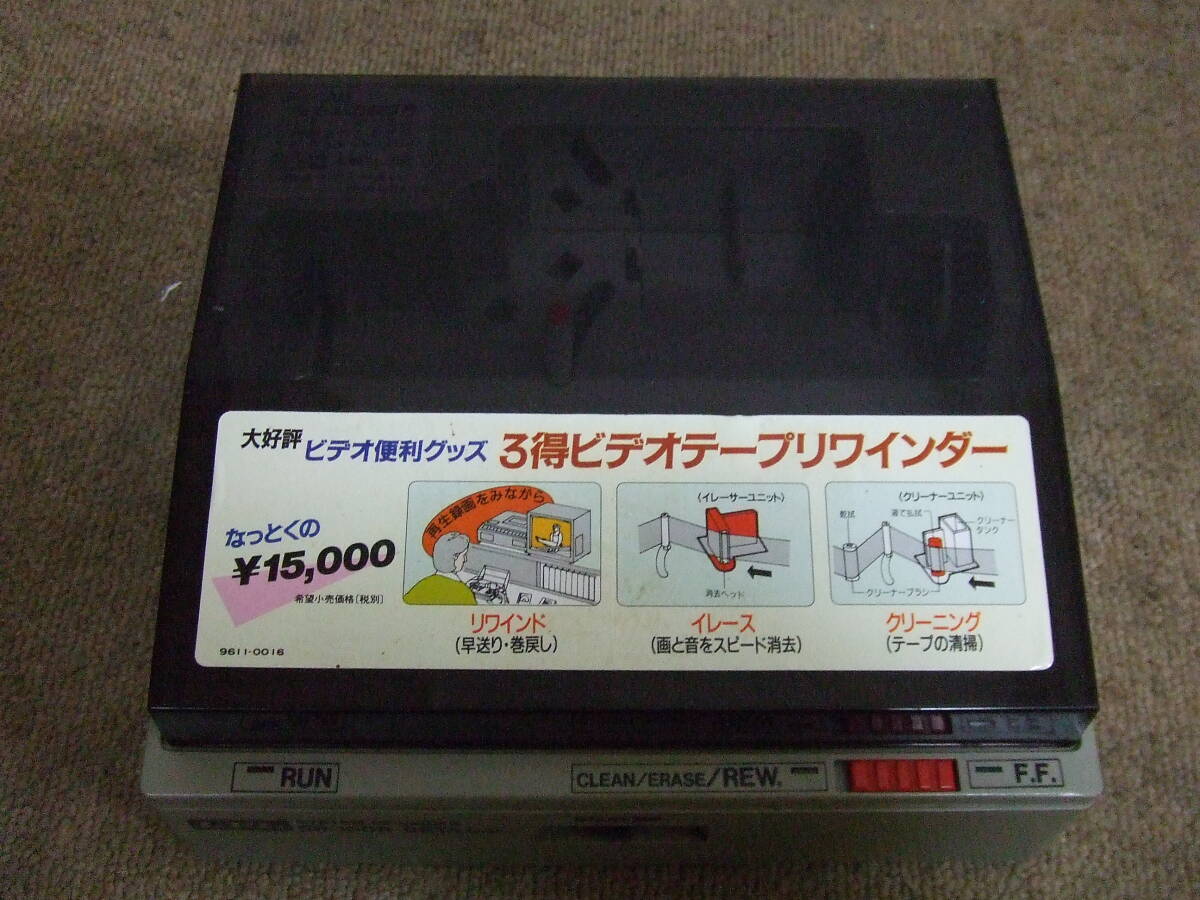 大好評 ビデオ便利グッズ 3得ビデオテープリワインダー
なっとくの
¥15,000
希望小売価格〔税別〕
9611-0016
再生録画をみながら
リワインド
(早送り・巻戻し)
〈イレーサーユニット〉
消去ヘッド
イレース
(画と音をスピード消去)
〈クリーナーユニット〉
乾拭
液で払拭
クリーナータンク
クリーナーブラシ
クリーニング
(テープの清掃)
RUN
CLEAN/ERASE/REW.
F.F.